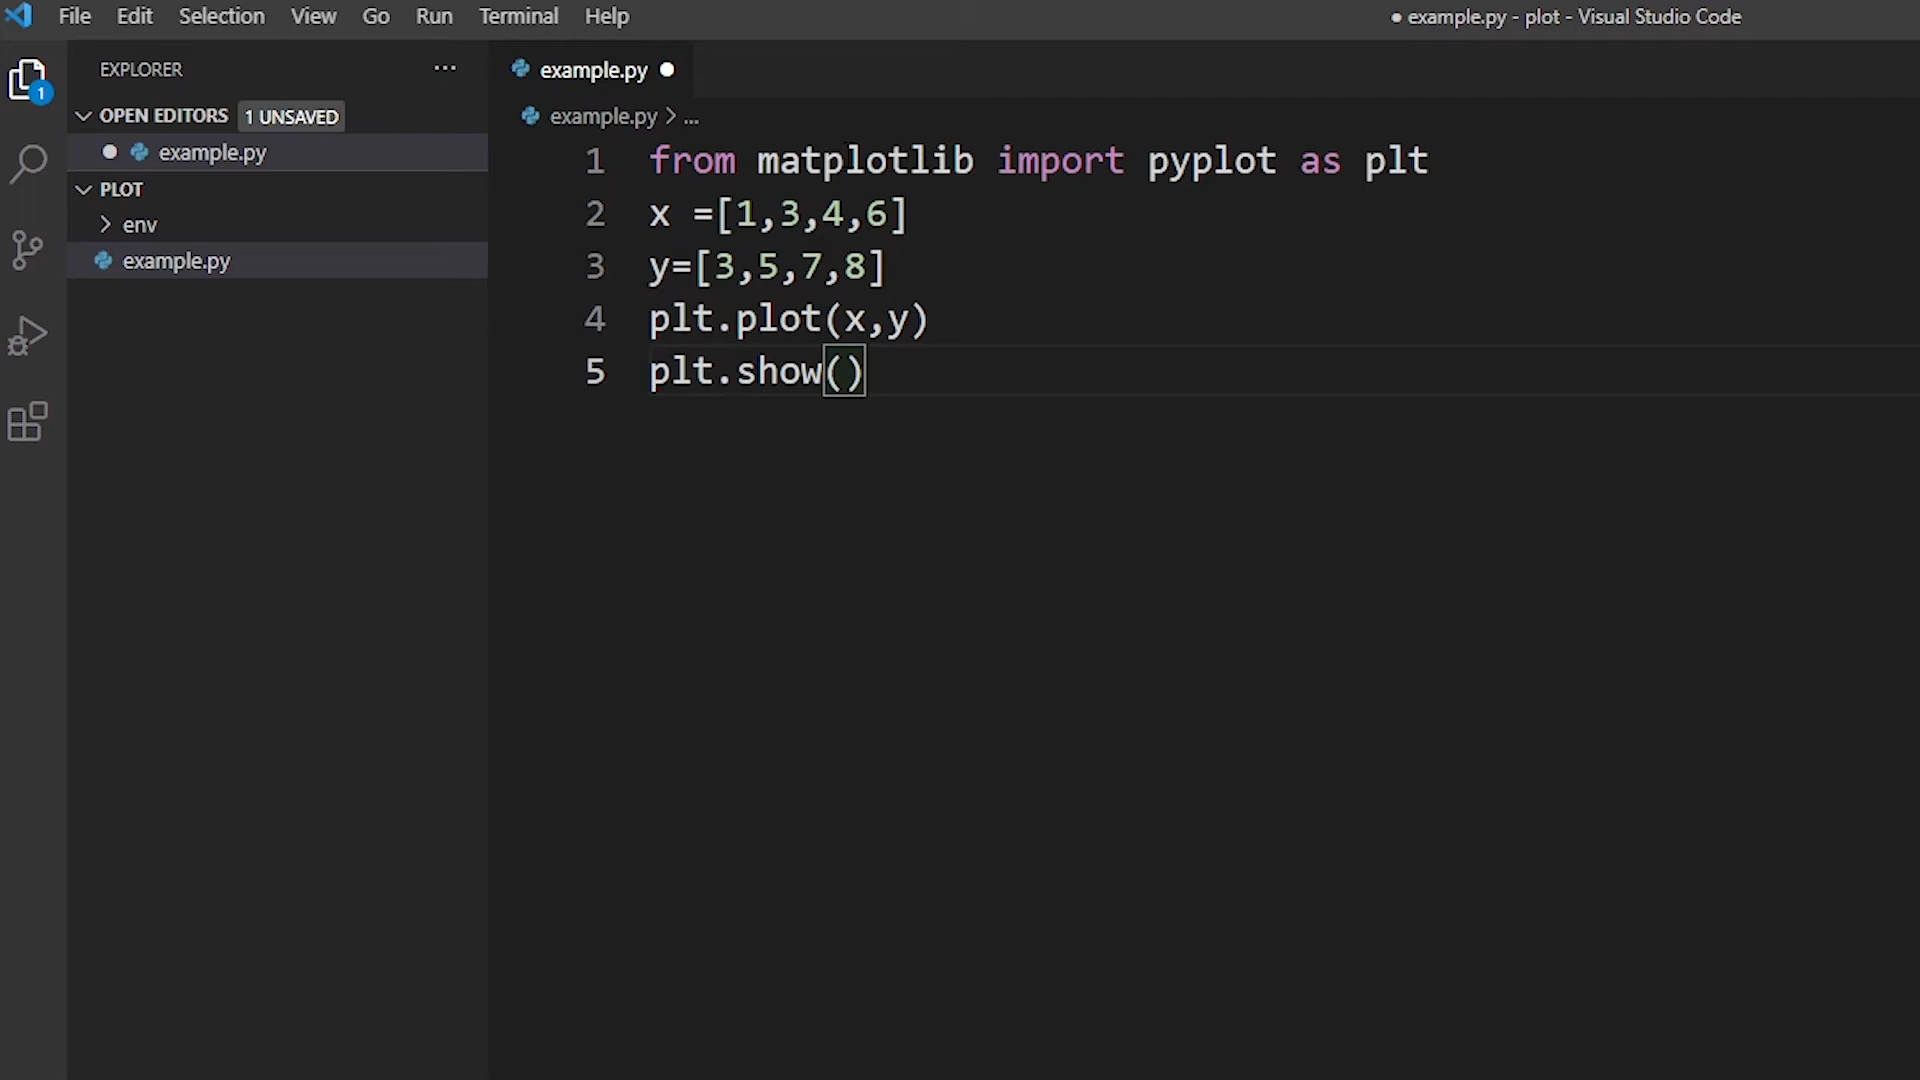 File Edit Selection View Go Run Terminal Help
● example.py - plot - Visual Studio Code
EXPLORER ...
1
OPEN EDITORS 1 UNSAVED
example.py
PLOT
env
example.py
example.py
example.py > ...
1 from matplotlib import pyplot as plt
2 x =[1,3,4,6]
3 y=[3,5,7,8]
4 plt.plot(x,y)
5 plt.show()